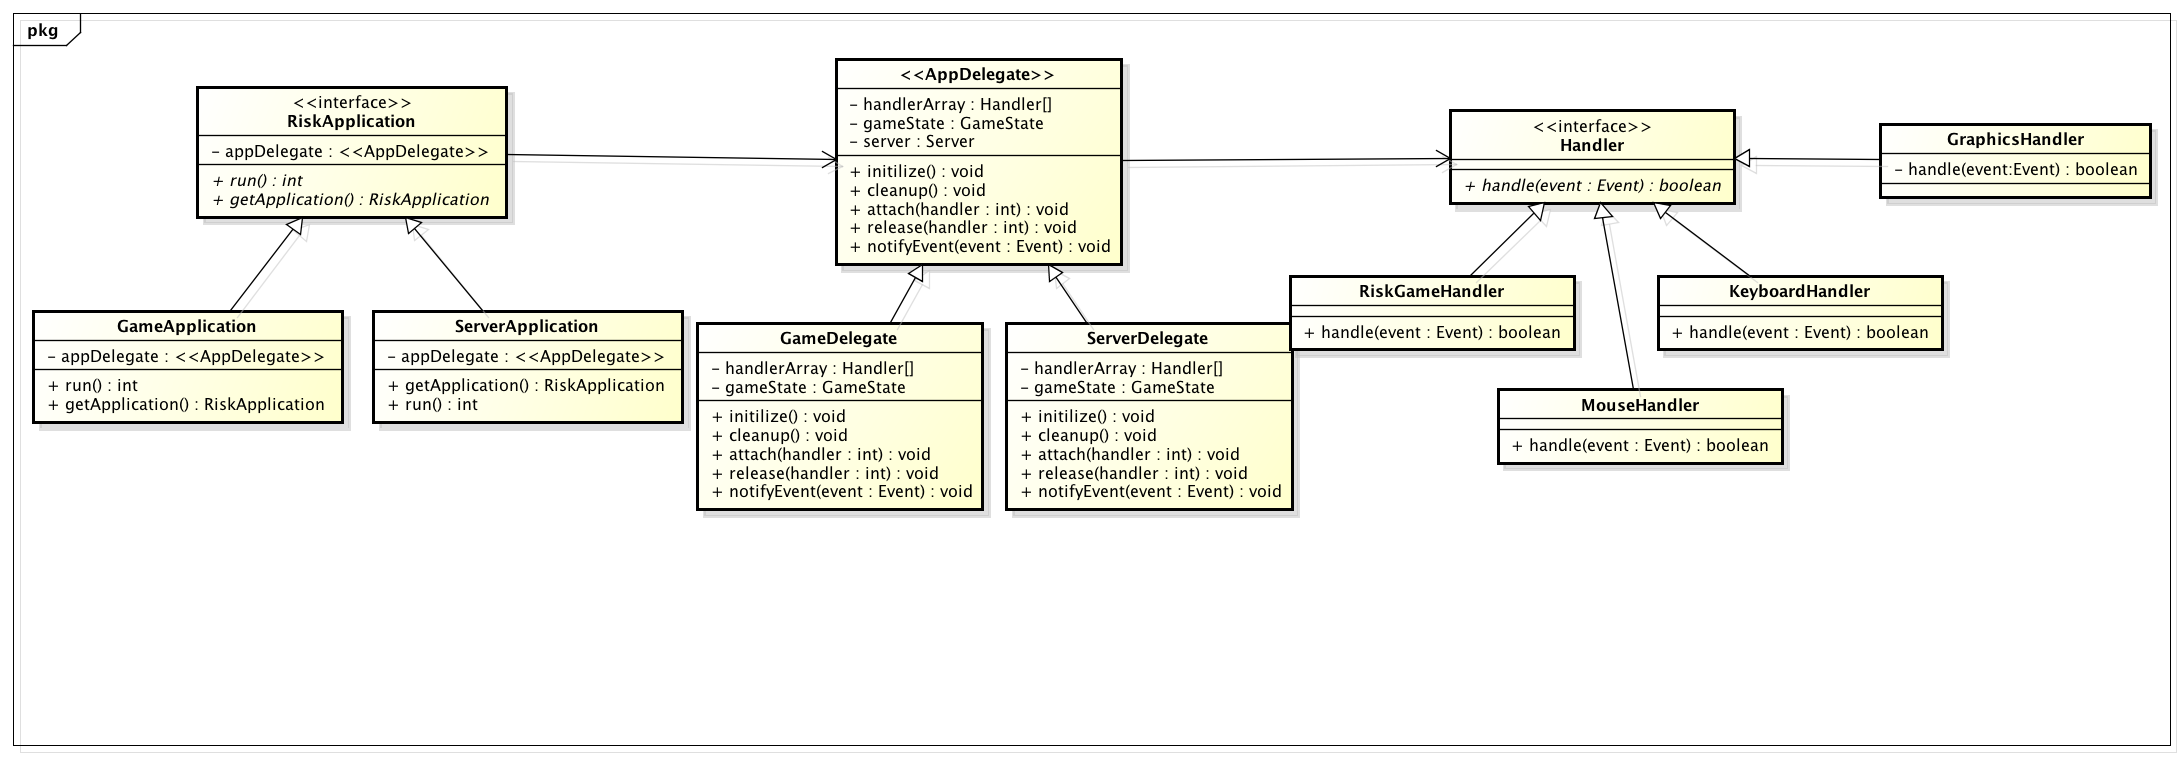 pkg
<<interface>>
RiskApplication
- appDelegate : <<AppDelegate>>
+ run() : int
+ getApplication() : RiskApplication
<<AppDelegate>>
- handlerArray : Handler[]
- gameState : GameState
- server : Server
+ initilize() : void
+ cleanup() : void
+ attach(handler : int) : void
+ release(handler : int) : void
+ notifyEvent(event : Event) : void
<<interface>>
Handler
+ handle(event : Event) : boolean
GraphicsHandler
- handle(event:Event) : boolean
GameApplication
- appDelegate : <<AppDelegate>>
+ run() : int
+ getApplication() : RiskApplication
ServerApplication
- appDelegate : <<AppDelegate>>
+ getApplication() : RiskApplication
+ run() : int
GameDelegate
- handlerArray : Handler[]
- gameState : GameState
+ initilize() : void
+ cleanup() : void
+ attach(handler : int) : void
+ release(handler : int) : void
+ notifyEvent(event : Event) : void
ServerDelegate
- handlerArray : Handler[]
- gameState : GameState
+ initilize() : void
+ cleanup() : void
+ attach(handler : int) : void
+ release(handler : int) : void
+ notifyEvent(event : Event) : void
RiskGameHandler
+ handle(event : Event) : boolean
KeyboardHandler
+ handle(event : Event) : boolean
MouseHandler
+ handle(event : Event) : boolean